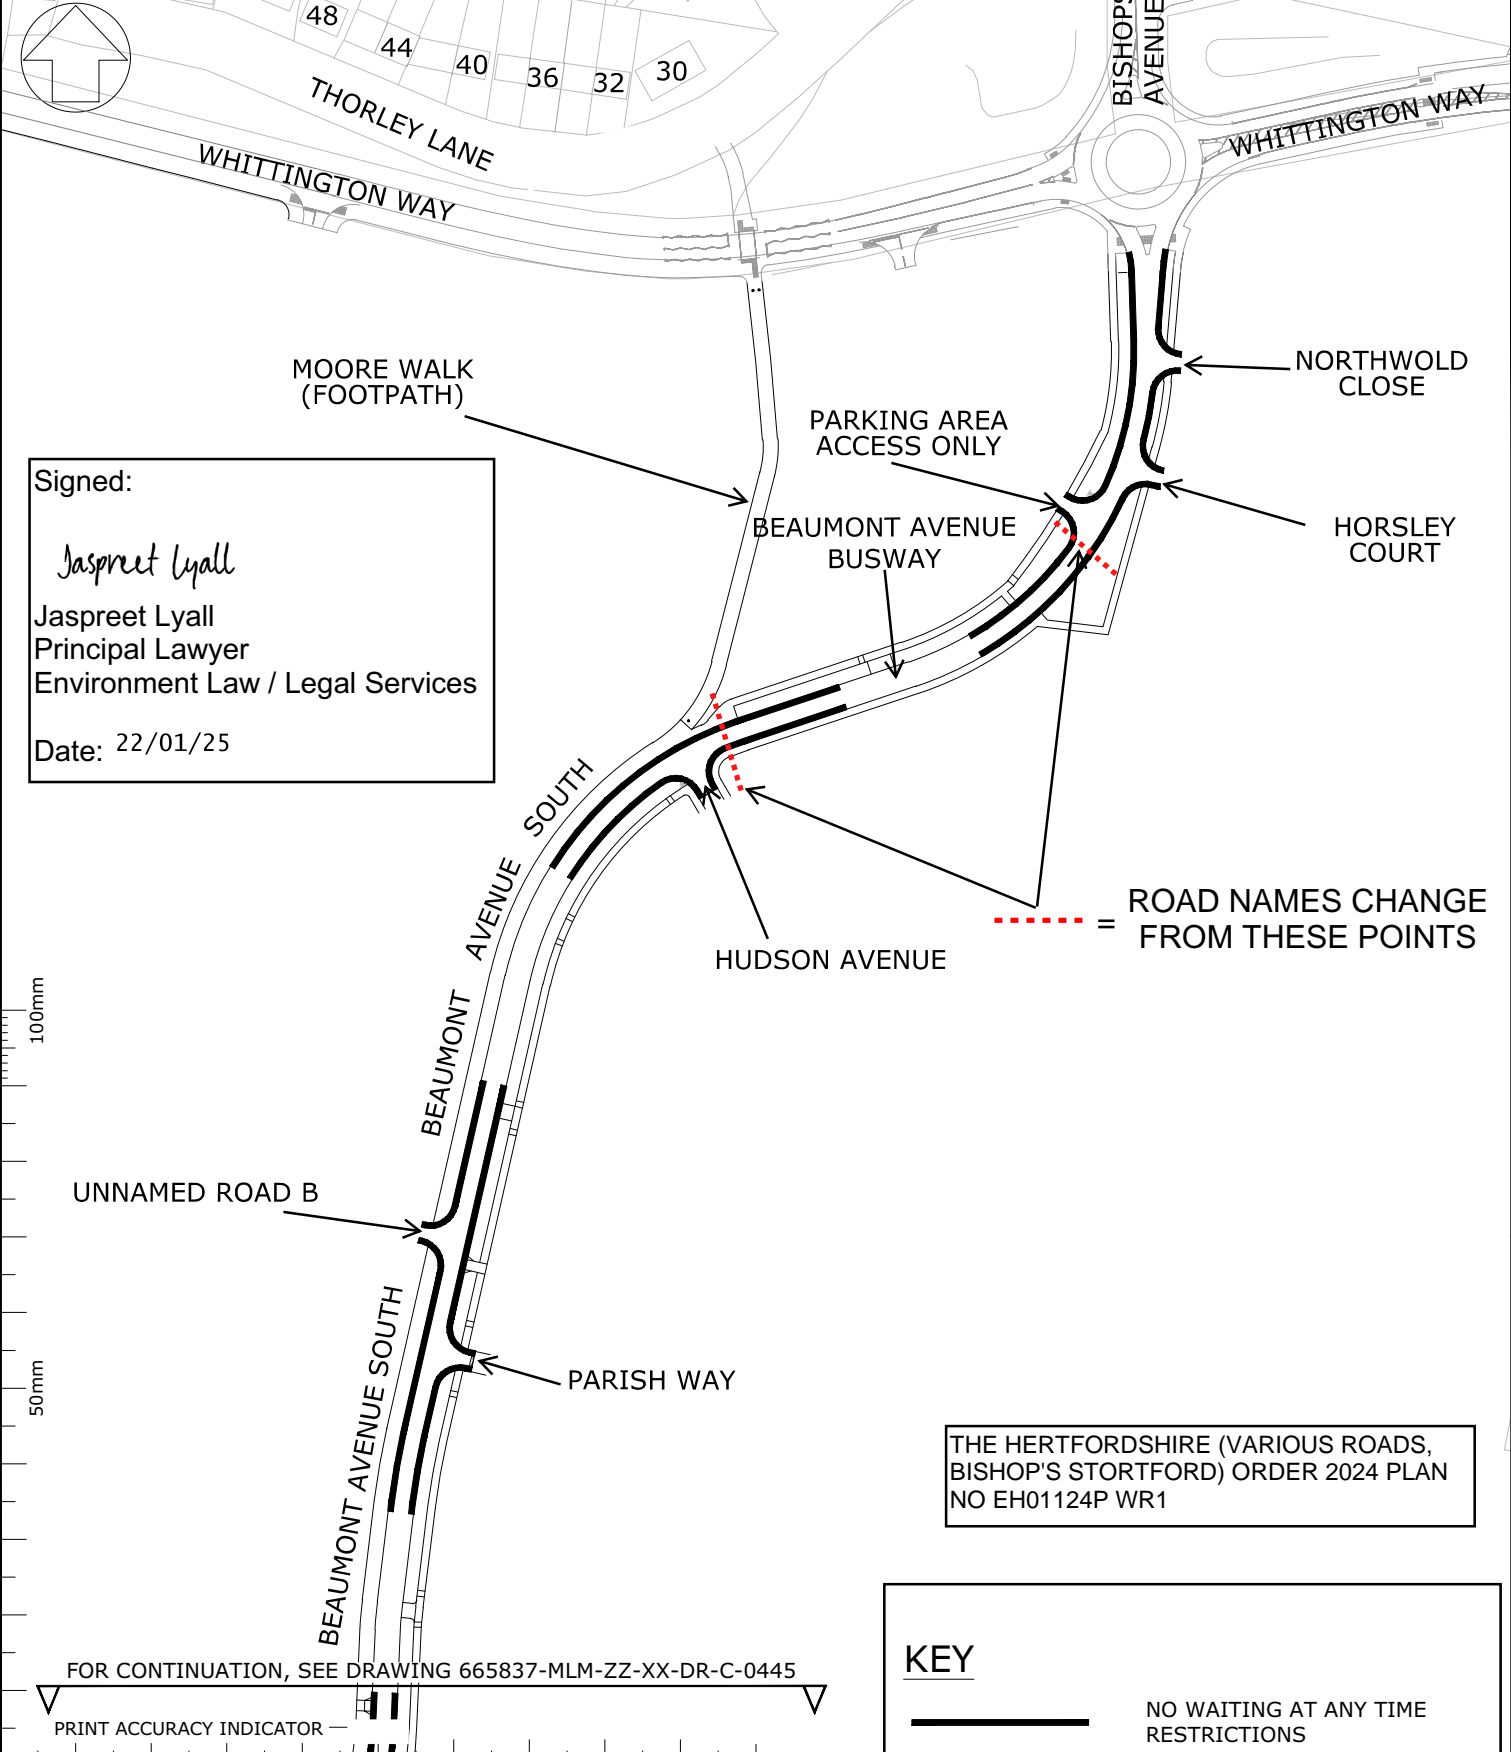 48
44
40
36
32
30
THORLEY LANE
WHITTINGTON WAY
BISHOPS
AVENUE
WHITTINGTON WAY
MOORE WALK
(FOOTPATH)
NORTHWOLD
CLOSE
PARKING AREA
ACCESS ONLY
HORSLEY
COURT
BEAUMONT AVENUE
BUSWAY
Signed:
Jaspreet Lyall
Jaspreet Lyall
Principal Lawyer
Environment Law / Legal Services
Date: 22/01/25
BEAUMONT AVENUE SOUTH
= ROAD NAMES CHANGE
FROM THESE POINTS
HUDSON AVENUE
100mm
UNNAMED ROAD B
PARISH WAY
50mm
BEAUMONT AVENUE SOUTH
THE HERTFORDSHIRE (VARIOUS ROADS,
BISHOP'S STORTFORD) ORDER 2024 PLAN
NO EH01124P WR1
FOR CONTINUATION, SEE DRAWING 665837-MLM-ZZ-XX-DR-C-0445
PRINT ACCURACY INDICATOR
KEY
NO WAITING AT ANY TIME
RESTRICTIONS